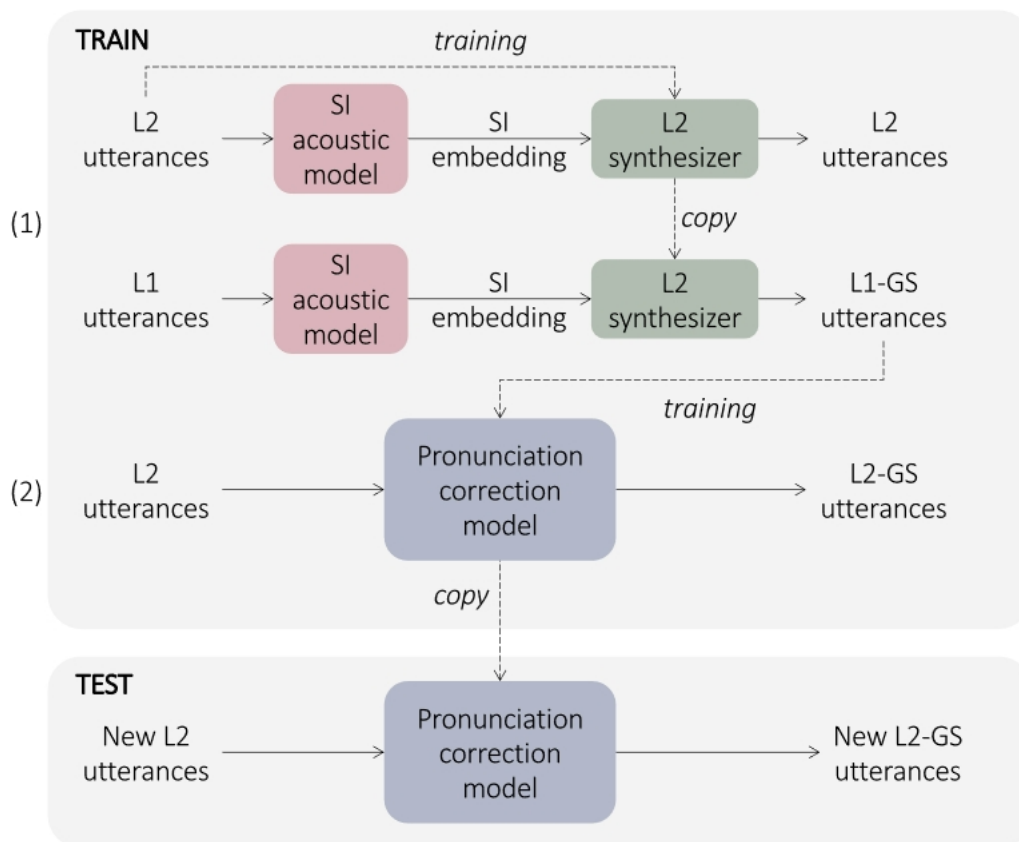 TRAIN
training
L2
utterances
SI
acoustic
model
SI
embedding
L2
synthesizer
L2
utterances
(1)
copy
L1
utterances
SI
acoustic
model
SI
embedding
L2
synthesizer
L1-GS
utterances
training
(2)
L2
utterances
Pronunciation
correction
model
L2-GS
utterances
copy
TEST
New L2
utterances
Pronunciation
correction
model
New L2-GS
utterances